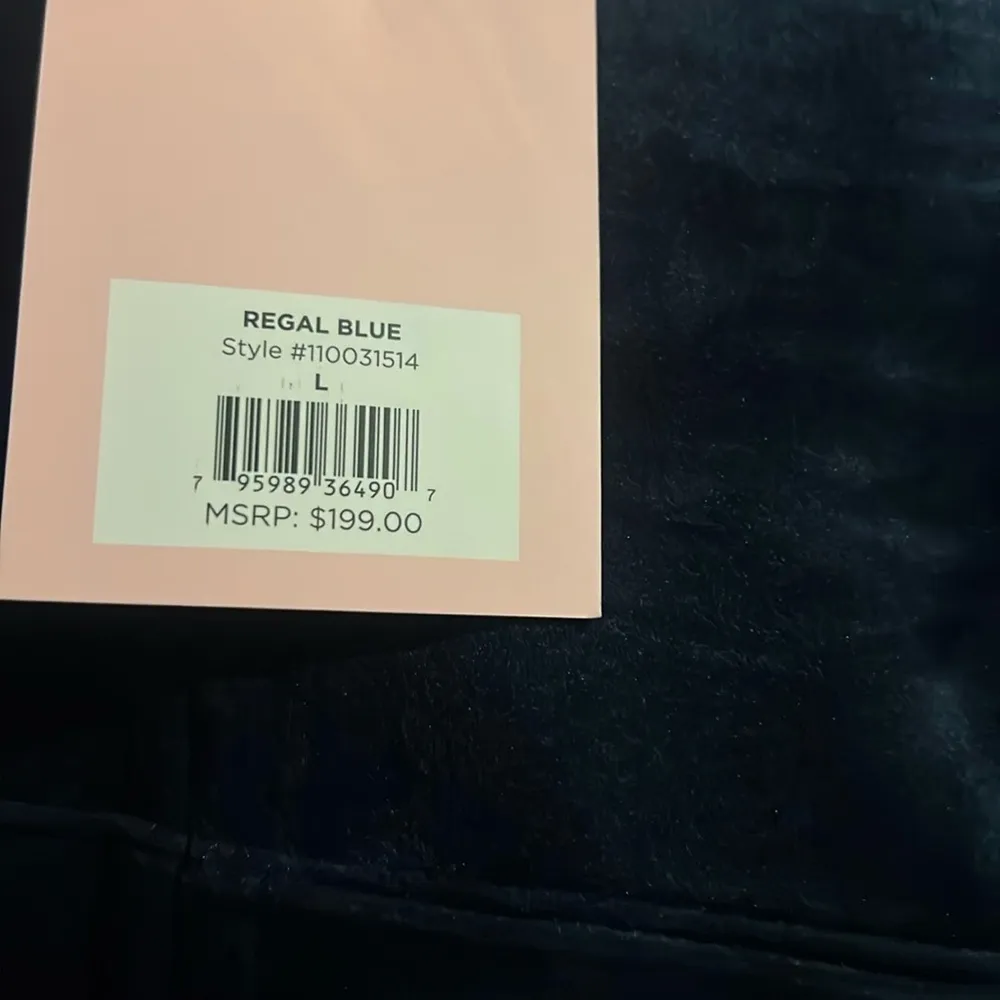 REGAL BLUE
Style #110031514
L
7 95989 36490 7
MSRP: $199.00